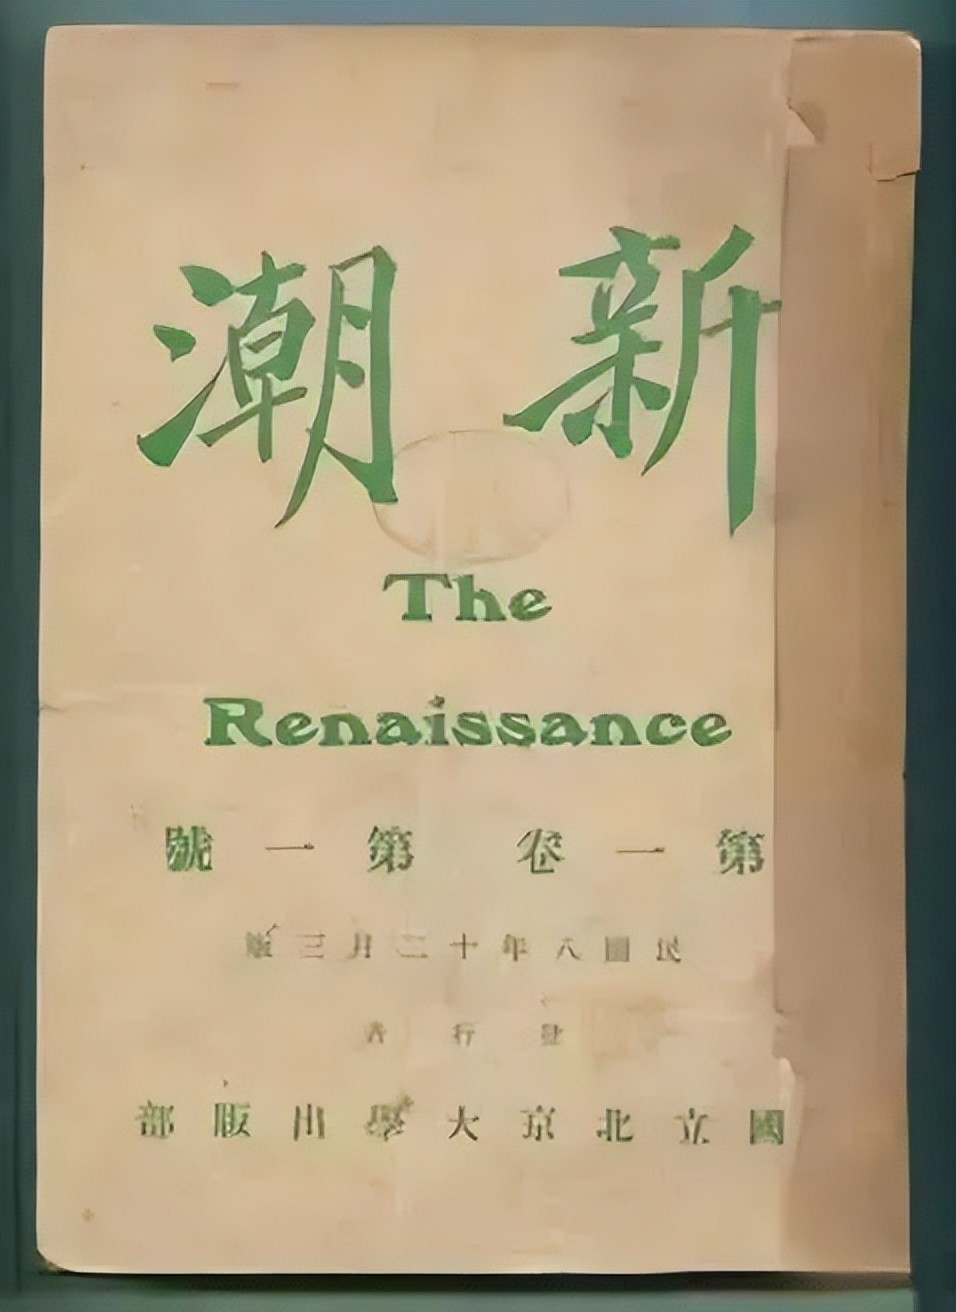 新潮
The
Renaissance
第一卷 第一號
民國八年十二月三版
發行者
國立北京大學出版部